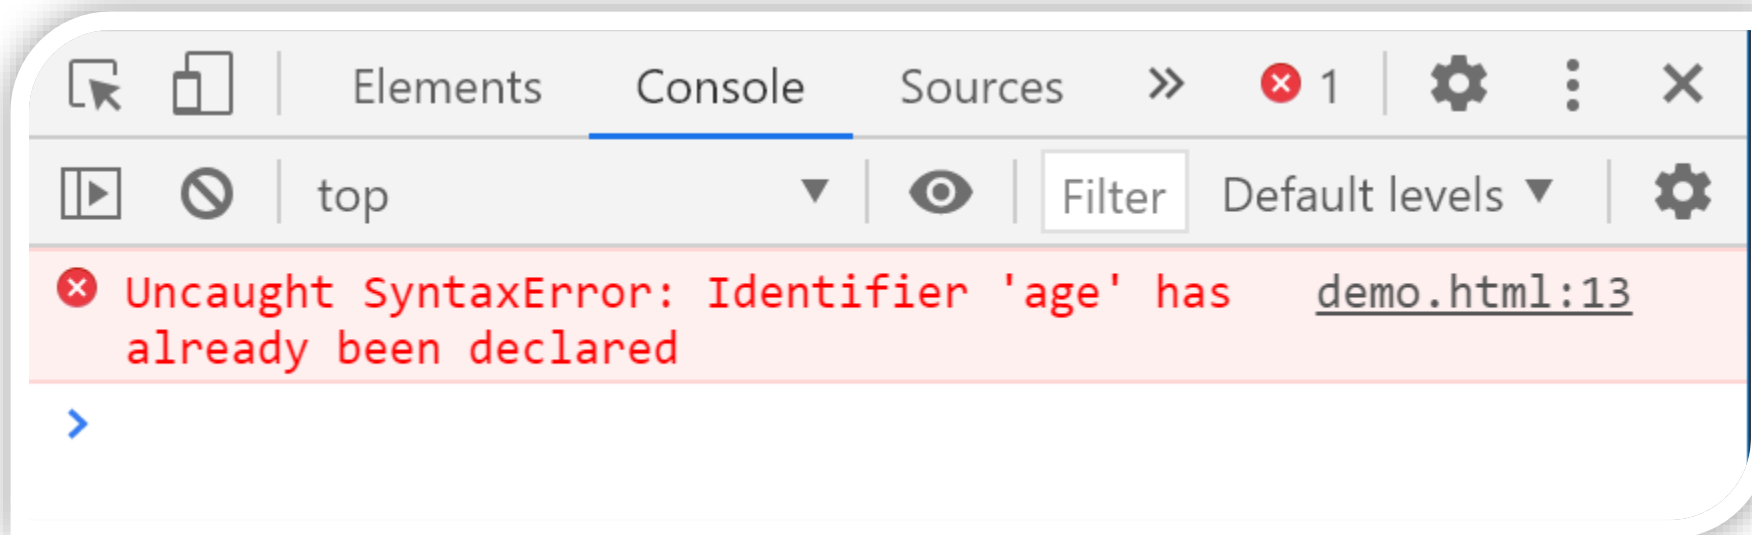 Elements Console Sources 1
top Filter Default levels
Uncaught SyntaxError: Identifier 'age' has demo.html:13
already been declared